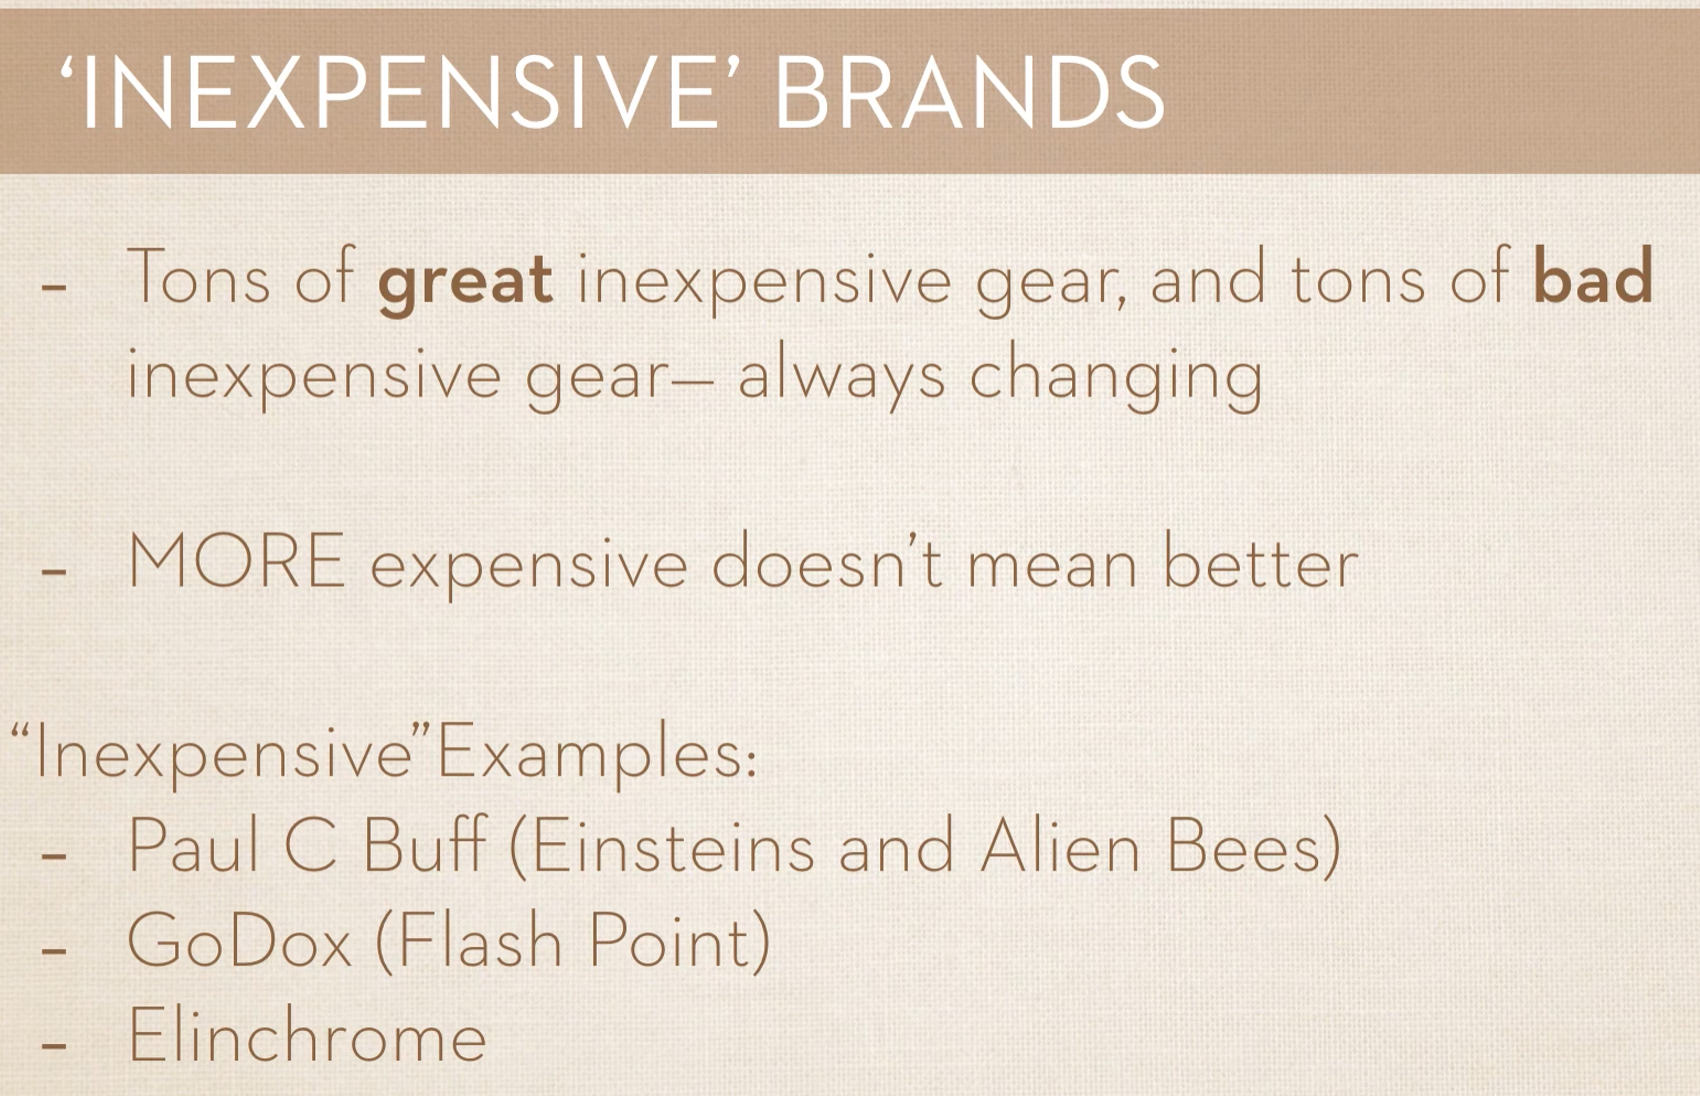 ‘INEXPENSIVE’ BRANDS
– Tons of great inexpensive gear, and tons of bad
inexpensive gear— always changing
– MORE expensive doesn’t mean better
“Inexpensive”Examples:
– Paul C Buff (Einsteins and Alien Bees)
– GoDox (Flash Point)
– Elinchrome